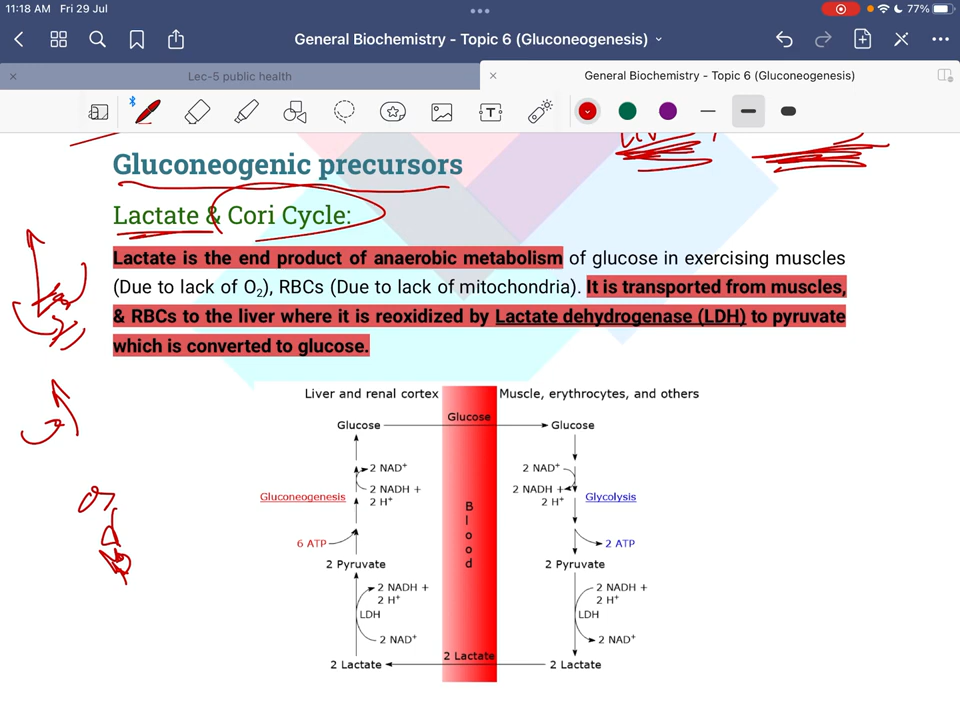 11:18 AM Fri 29 Jul
77%
General Biochemistry - Topic 6 (Gluconeogenesis)
Lec-5 public health
General Biochemistry - Topic 6 (Gluconeogenesis)
T
Gluconeogenic precursors
Lactate & Cori Cycle:
Lactate is the end product of anaerobic metabolism of glucose in exercising muscles
(Due to lack of O₂), RBCs (Due to lack of mitochondria). It is transported from muscles,
& RBCs to the liver where it is reoxidized by Lactate dehydrogenase (LDH) to pyruvate
which is converted to glucose.
Liver and renal cortex
Muscle, erythrocytes, and others
Glucose
Glucose
Glucose
2 NAD⁺
2 NADH +
2 H⁺
Gluconeogenesis
6 ATP
2 Pyruvate
2 NADH +
2 H⁺
LDH
2 NAD⁺
2 Lactate
Blood
2 Lactate
2 NAD⁺
2 NADH +
2 H⁺
Glycolysis
2 ATP
2 Pyruvate
2 NADH +
2 H⁺
LDH
2 NAD⁺
2 Lactate